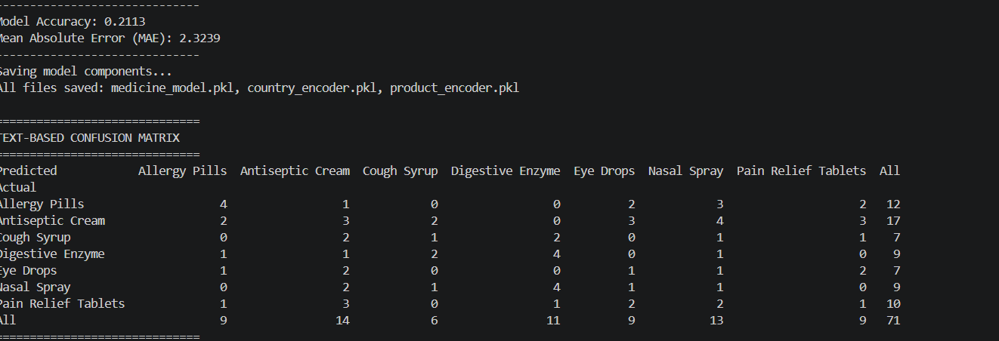 ------------------------------
Model Accuracy: 0.2113
Mean Absolute Error (MAE): 2.3239
------------------------------
Saving model components...
All files saved: medicine_model.pkl, country_encoder.pkl, product_encoder.pkl
==============================
TEXT-BASED CONFUSION MATRIX
==============================
Predicted Allergy Pills Antiseptic Cream Cough Syrup Digestive Enzyme Eye Drops Nasal Spray Pain Relief Tablets All
Actual
Allergy Pills 4 1 0 0 2 3 2 12
Antiseptic Cream 2 3 2 0 3 4 3 17
Cough Syrup 0 2 1 2 0 1 1 7
Digestive Enzyme 1 1 2 4 0 1 0 9
Eye Drops 1 2 0 0 1 1 2 7
Nasal Spray 0 2 1 4 1 1 0 9
Pain Relief Tablets 1 3 0 1 2 2 1 10
All 9 14 6 11 9 13 9 71
==============================